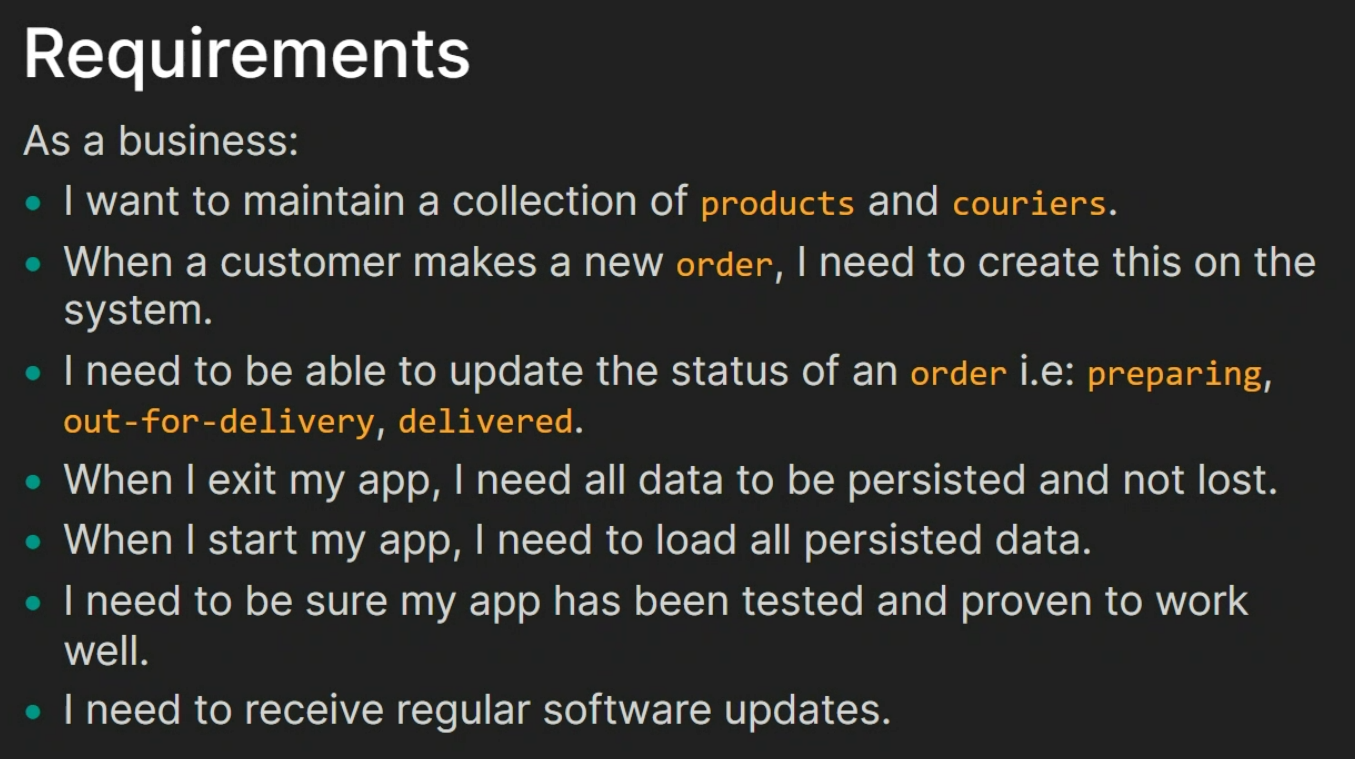 Requirements
As a business:
• I want to maintain a collection of products and couriers.
• When a customer makes a new order, I need to create this on the
system.
• I need to be able to update the status of an order i.e: preparing,
out-for-delivery, delivered.
• When I exit my app, I need all data to be persisted and not lost.
• When I start my app, I need to load all persisted data.
• I need to be sure my app has been tested and proven to work
well.
• I need to receive regular software updates.